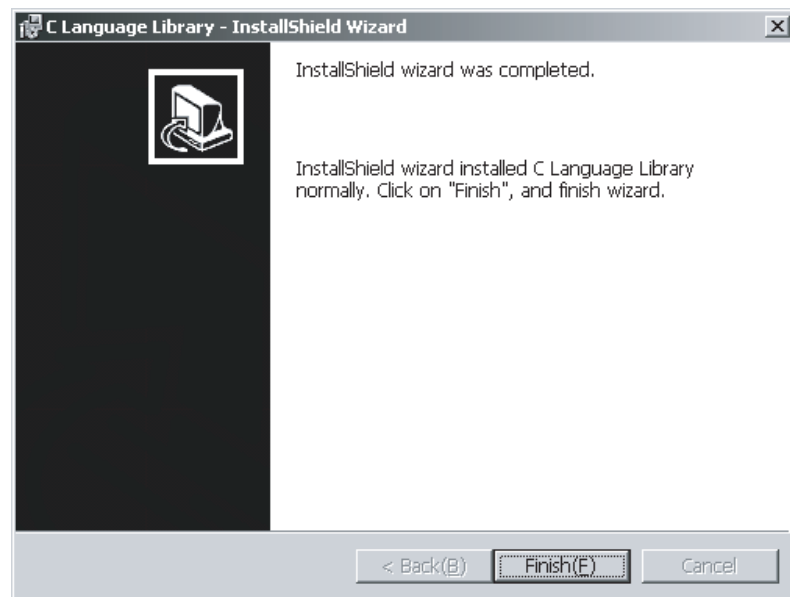 C Language Library - InstallShield Wizard
InstallShield wizard was completed.
InstallShield wizard installed C Language Library
normally. Click on "Finish", and finish wizard.
< Back(B)
Finish(F)
Cancel